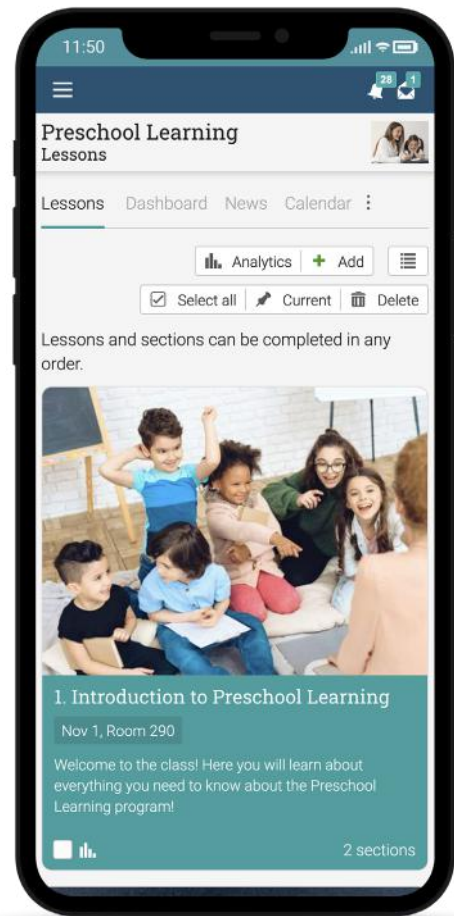 11:50
28 1
Preschool Learning
Lessons
Lessons Dashboard News Calendar
Analytics Add
Select all Current Delete
Lessons and sections can be completed in any
order.
1. Introduction to Preschool Learning
Nov 1, Room 290
Welcome to the class! Here you will learn about
everything you need to know about the Preschool
Learning program!
2 sections